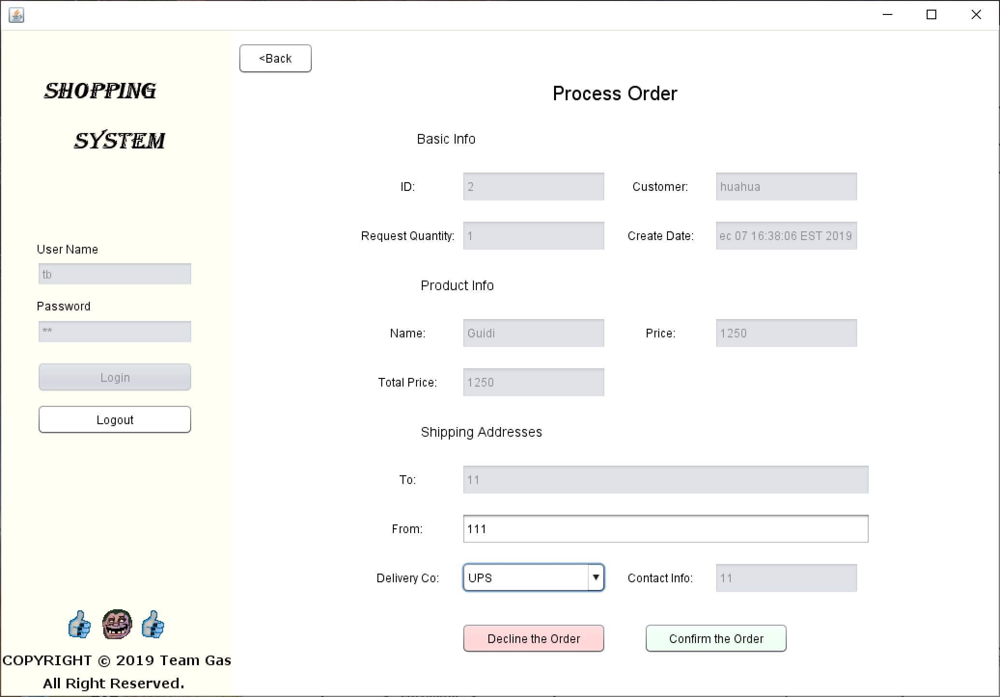 <Back
SHOPPING
SYSTEM
Process Order
Basic Info
ID: 2 Customer: huahua
Request Quantity: 1 Create Date: ec 07 16:38:06 EST 2019
User Name
tb
Product Info
Password
**
Name: Guidi Price: 1250
Login
Total Price: 1250
Logout
Shipping Addresses
To: 11
From: 111
Delivery Co: UPS Contact Info: 11
Decline the Order Confirm the Order
COPYRIGHT © 2019 Team Gas
All Right Reserved.